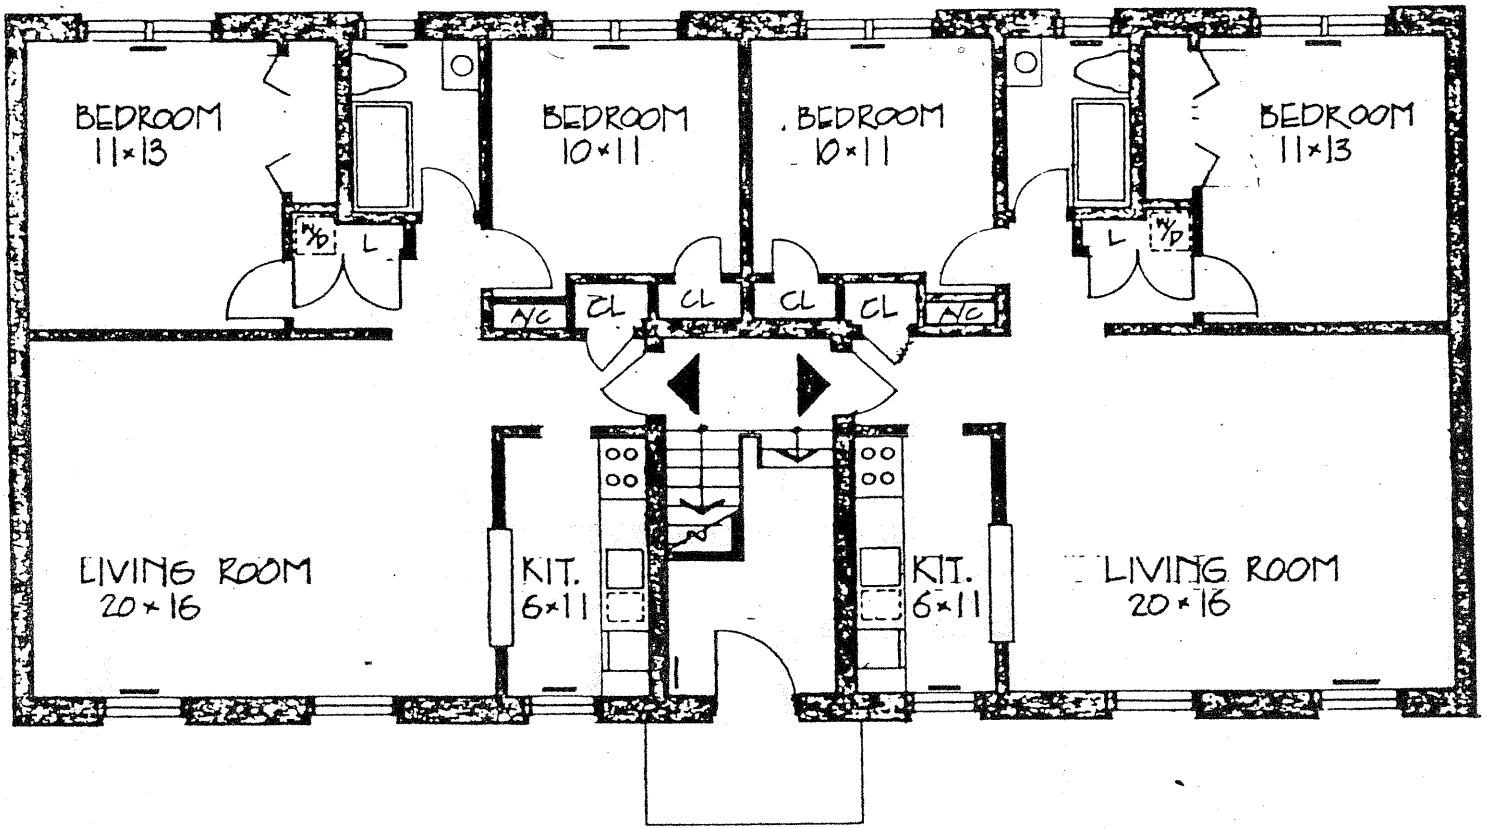 BEDROOM
11×13
BEDROOM
10×11
BEDROOM
10×11
BEDROOM
11×13
W/D
L
L
W/D
A/C
CL
CL
CL
CL
A/C
LIVING ROOM
20×16
KIT.
6×11
KIT.
6×11
LIVING ROOM
20×16